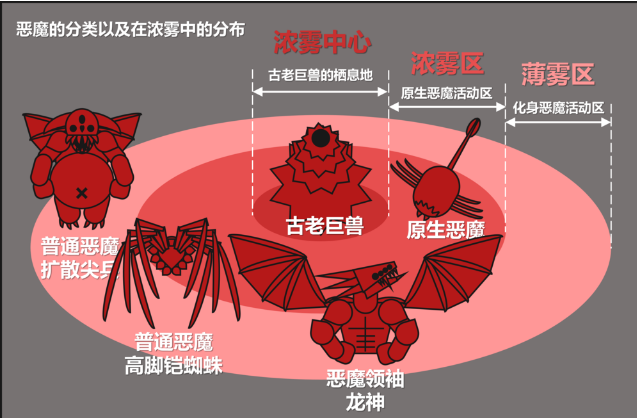 恶魔的分类以及在浓雾中的分布
浓雾中心
古老巨兽的栖息地
浓雾区
原生恶魔活动区
薄雾区
化身恶魔活动区
古老巨兽
原生恶魔
普通恶魔
扩散尖兵
普通恶魔
高脚铠蜘蛛
恶魔领袖
龙神